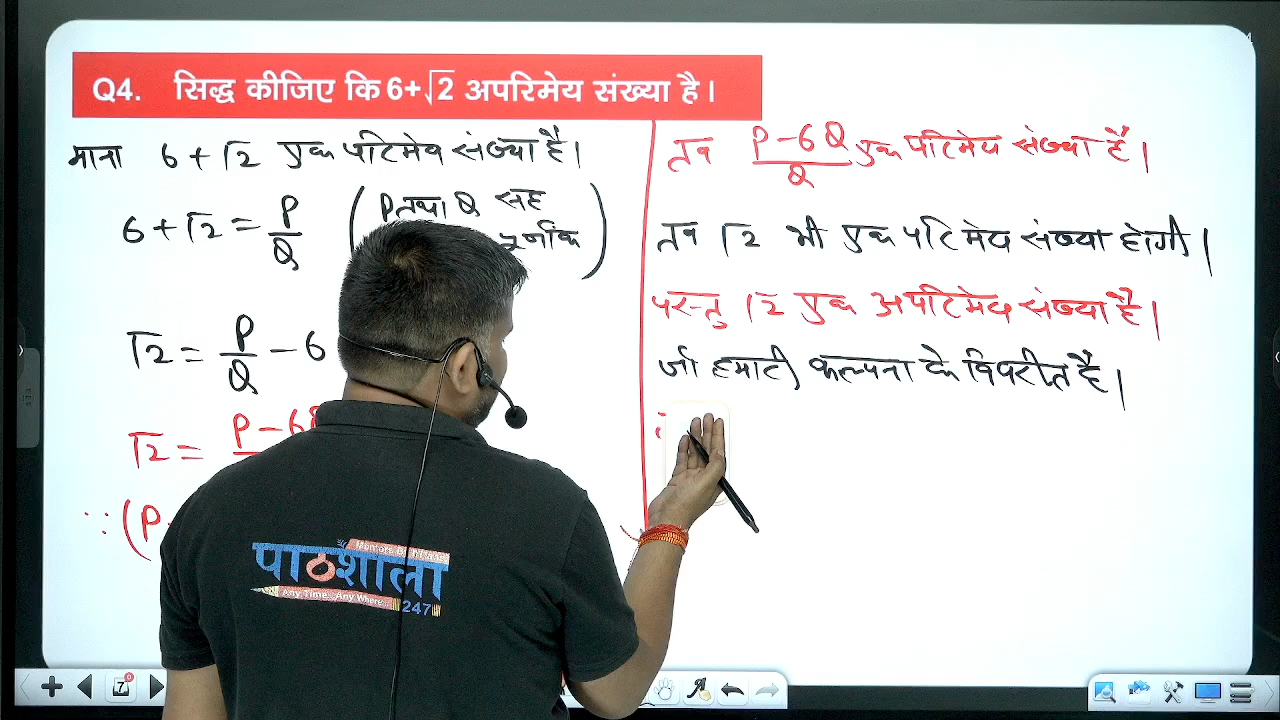 Q4. सिद्ध कीजिए कि 6+√2 अपरिमेय संख्या है।
माना 6+√2 एक परिमेय संख्या है।
6+√2 = P/Q (P तथा Q सह
पूर्णांक)
√2 = P/Q - 6
√2 = P-6
∵ (P
तब P-6Q/Q एक परिमेय संख्या है।
तब √2 भी एक परिमेय संख्या होगी।
परन्तु √2 एक अपरिमेय संख्या है।
जो हमारी कल्पना के विपरीत है।
पाठशाला
Any Time...Any Where...
247
7